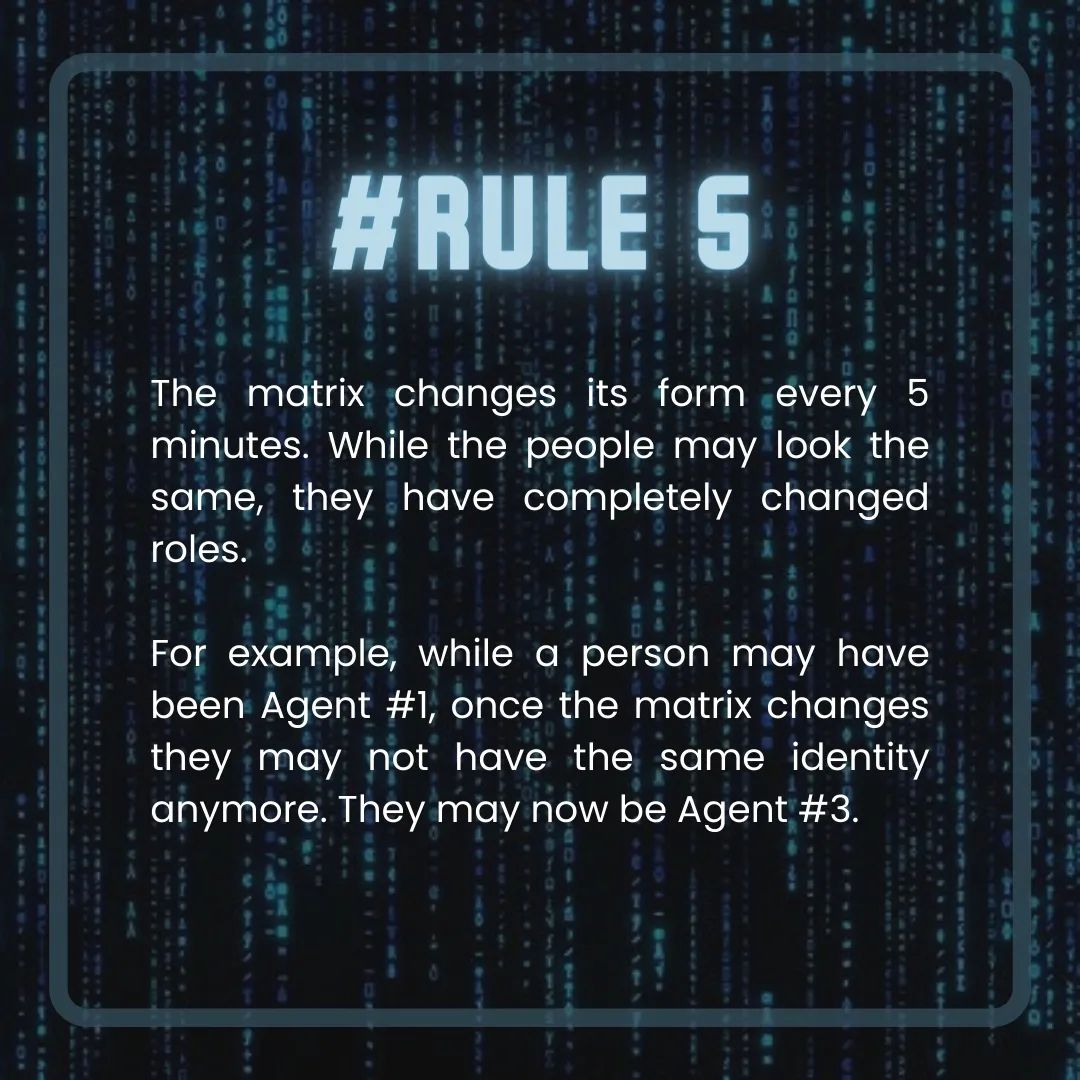 #RULE 5
The matrix changes its form every 5
minutes. While the people may look the
same, they have completely changed
roles.
For example, while a person may have
been Agent #1, once the matrix changes
they may not have the same identity
anymore. They may now be Agent #3.